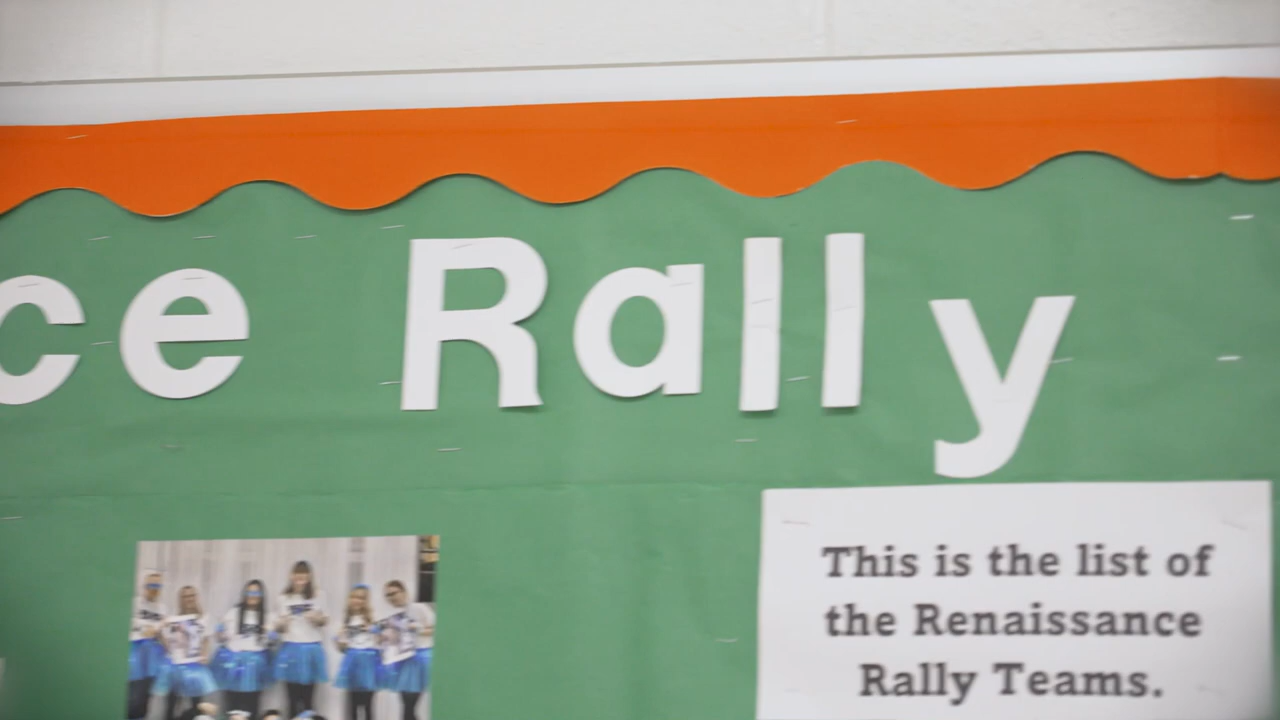 ce Rally
This is the list of
the Renaissance
Rally Teams.